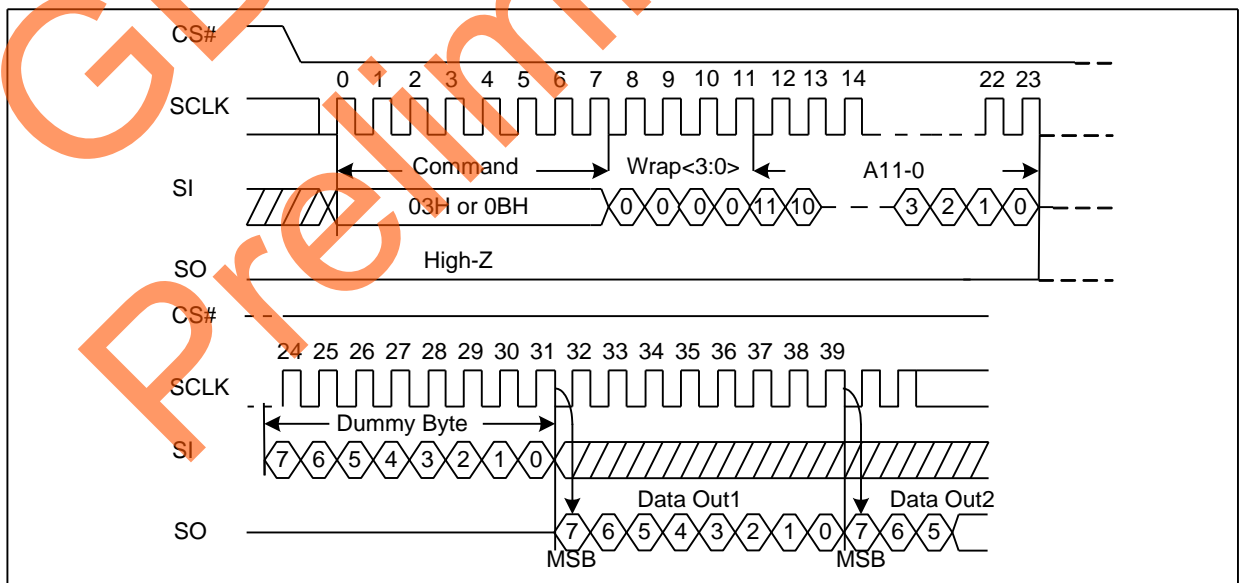 CS#
0 1 2 3 4 5 6 7 8 9 10 11 12 13 14 22 23
SCLK
Command Wrap<3:0> A11-0
SI
03H or 0BH 0 0 0 0 11 10 3 2 1 0
High-Z
SO
CS#
24 25 26 27 28 29 30 31 32 33 34 35 36 37 38 39
SCLK
Dummy Byte
SI
7 6 5 4 3 2 1 0
Data Out1 Data Out2
SO
7 6 5 4 3 2 1 0 7 6 5
MSB MSB
Prelim